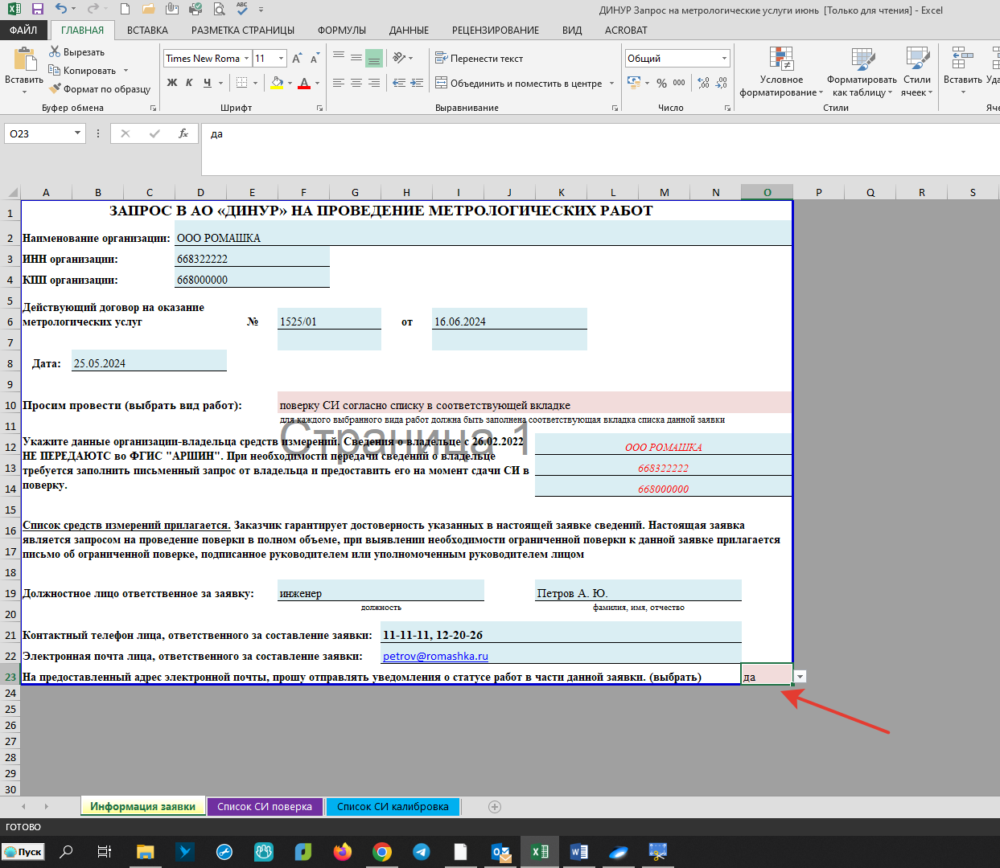 ДИНУР Запрос на метрологические услуги июнь [Только для чтения] - Excel
ФАЙЛ ГЛАВНАЯ ВСТАВКА РАЗМЕТКА СТРАНИЦЫ ФОРМУЛЫ ДАННЫЕ РЕЦЕНЗИРОВАНИЕ ВИД ACROBAT
Вставить
Вырезать
Копировать
Формат по образцу
Буфер обмена
Times New Roma 11
Ж К Ч
Шрифт
Перенести текст
Объединить и поместить в центре
Выравнивание
Общий
% 000
Число
Условное форматирование
Форматировать как таблицу
Стили ячеек
Стили
Вставить
O23
fx
да
A B C D E F G H I J K L M N O P Q R S
1 ЗАПРОС В АО «ДИНУР» НА ПРОВЕДЕНИЕ МЕТРОЛОГИЧЕСКИХ РАБОТ
2 Наименование организации: ООО РОМАШКА
3 ИНН организации: 668322222
4 КПП организации: 668000000
5
Действующий договор на оказание
6 метрологических услуг № 1525/01 от 16.06.2024
7
8 Дата: 25.05.2024
9
10 Просим провести (выбрать вид работ): поверку СИ согласно списку в соответствующей вкладке
11 для каждого выбранного вида работ должна быть заполнена соответствующая вкладка списка данной заявки
Страница 1
12 Укажите данные организации-владельца средств измерений. Сведения о владельце с 26.02.2022 ООО РОМАШКА
НЕ ПЕРЕДАЮТС во ФГИС "АРШИН". При необходимости передачи сведений о владельце
13 требуется заполнить письменный запрос от владельца и предоставить его на момент сдачи СИ в 668322222
14 поверку. 668000000
15
16 Список средств измерений прилагается. Заказчик гарантирует достоверность указанных в настоящей заявке сведений. Настоящая заявка
является запросом на проведение поверки в полном объеме, при выявлении необходимости ограниченной поверки к данной заявке прилагается
17 письмо об ограниченной поверке, подписанное руководителем или уполномоченным руководителем лицом
18
19 Должностное лицо ответственное за заявку: инженер Петров А. Ю.
20 должность фамилия, имя, отчество
21 Контактный телефон лица, ответственного за составление заявки: 11-11-11, 12-20-26
22 Электронная почта лица, ответственного за составление заявки: petrov@romashka.ru
23 На предоставленный адрес электронной почты, прошу отправлять уведомления о статусе работ в части данной заявки. (выбрать) да
24
25
26
27
28
29
30
Информация заявки Список СИ поверка Список СИ калибровка
ГОТОВО
Пуск